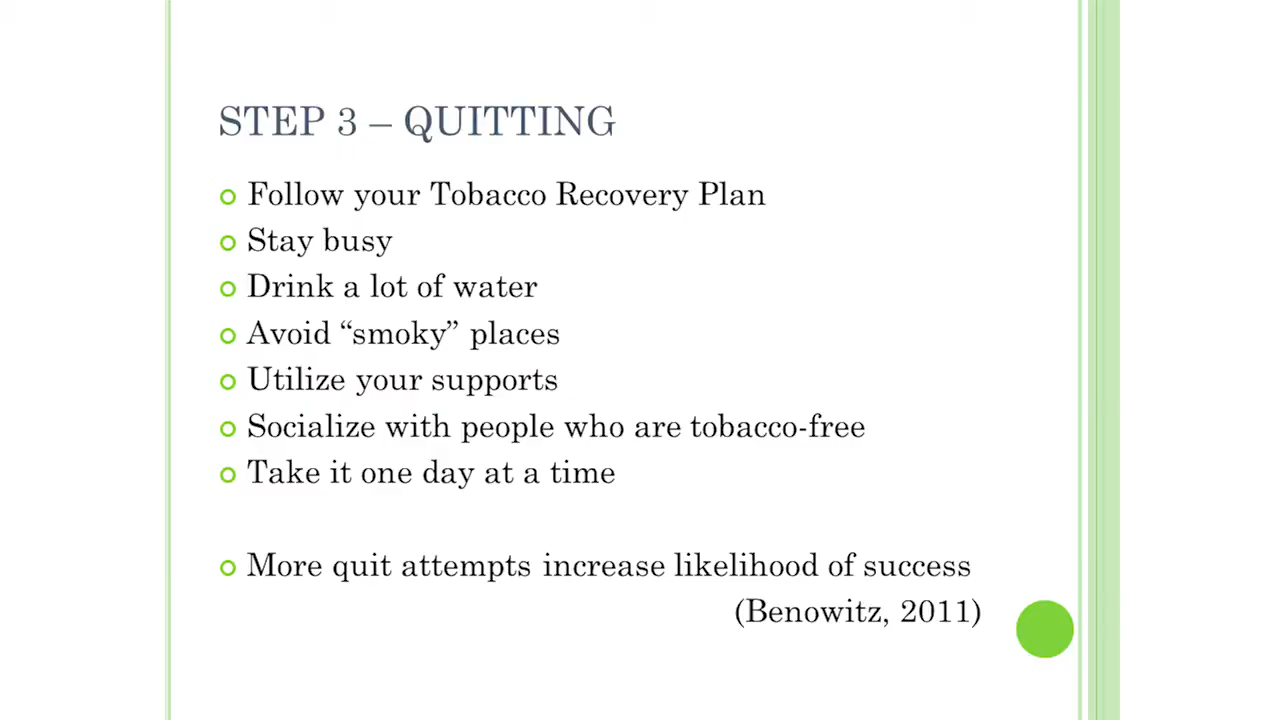 STEP 3 – QUITTING
Follow your Tobacco Recovery Plan
Stay busy
Drink a lot of water
Avoid “smoky” places
Utilize your supports
Socialize with people who are tobacco-free
Take it one day at a time
More quit attempts increase likelihood of success
(Benowitz, 2011)